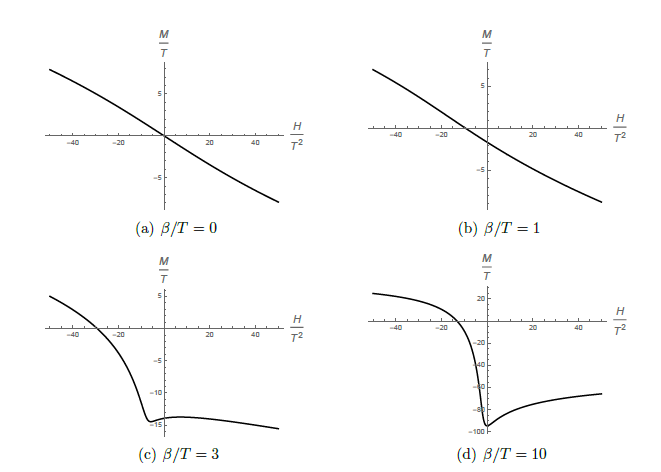 M/T
M/T
5
5
H/T²
H/T²
−40 −20 20 40
−40 −20 20 40
−5
−5
(a) β/T = 0
(b) β/T = 1
M/T
M/T
5
20
H/T²
H/T²
−40 −20 20 40
−40 −20 20 40
−5
−20
−40
−10
−60
−80
−15
−100
(c) β/T = 3
(d) β/T = 10